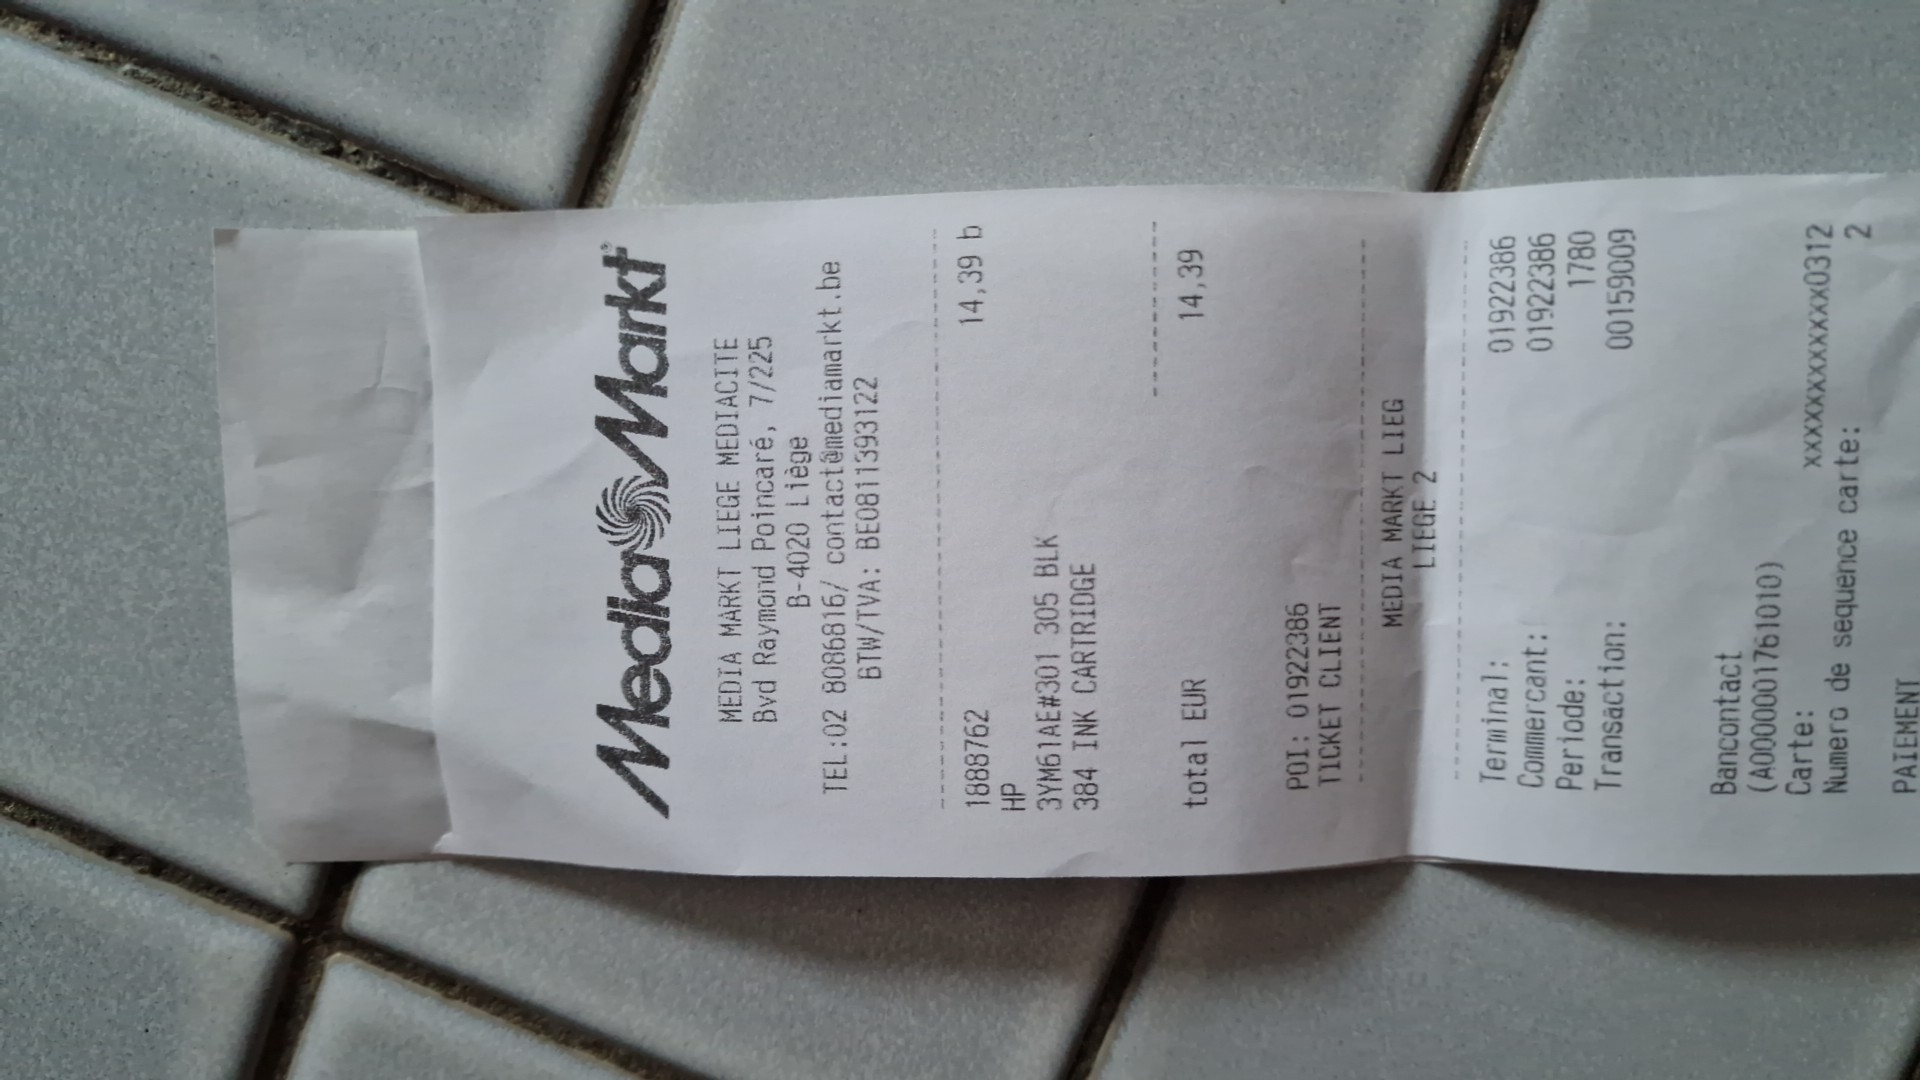 MediaMarkt®
MEDIA MARKT LIEGE MEDIACITE
Bvd Raymond Poincaré, 7/225
B-4020 Liège
TEL:02 8086816/ contact@mediamarkt.be
BTW/TVA: BE0811393122
1888762 14,39 b
HP
3YM61AE#301 305 BLK
384 INK CARTRIDGE
total EUR 14,39
POI: 01922386
TICKET CLIENT
MEDIA MARKT LIEG
LIEGE 2
Terminal: 01922386
Commercant: 01922386
Periode: 1780
Transaction: 00159009
Bancontact
(A0000001761010)
Carte: xxxxxxxxxxxxx0312
Numero de sequence carte: 2
PAIEMENT